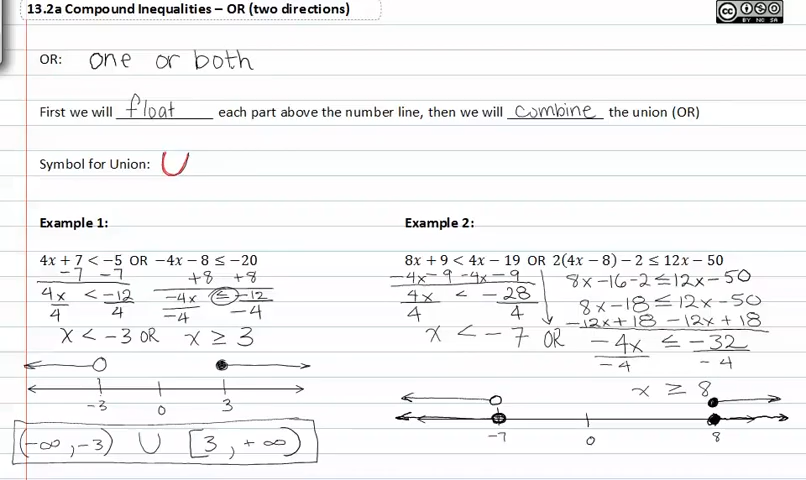 13.2a Compound Inequalities – OR (two directions)
CC BY NC SA
OR: one or both
First we will float each part above the number line, then we will combine the union (OR)
Symbol for Union: ∪
Example 1:
4x + 7 < −5 OR −4x − 8 ≤ −20
−7 −7 +8 +8
4x/4 < −12/4 −4x/−4 ≤ −12/−4
x < −3 OR x ≥ 3
−3 0 3
(−∞, −3) ∪ [3, +∞)
Example 2:
8x + 9 < 4x − 19 OR 2(4x − 8) − 2 ≤ 12x − 50
−4x−9 −4x−9 8x−16−2 ≤ 12x−50
4x/4 < −28/4 8x−18 ≤ 12x−50
−12x+18 −12x+18
x < −7 OR −4x/−4 ≤ −32/−4
x ≥ 8
−7 0 8